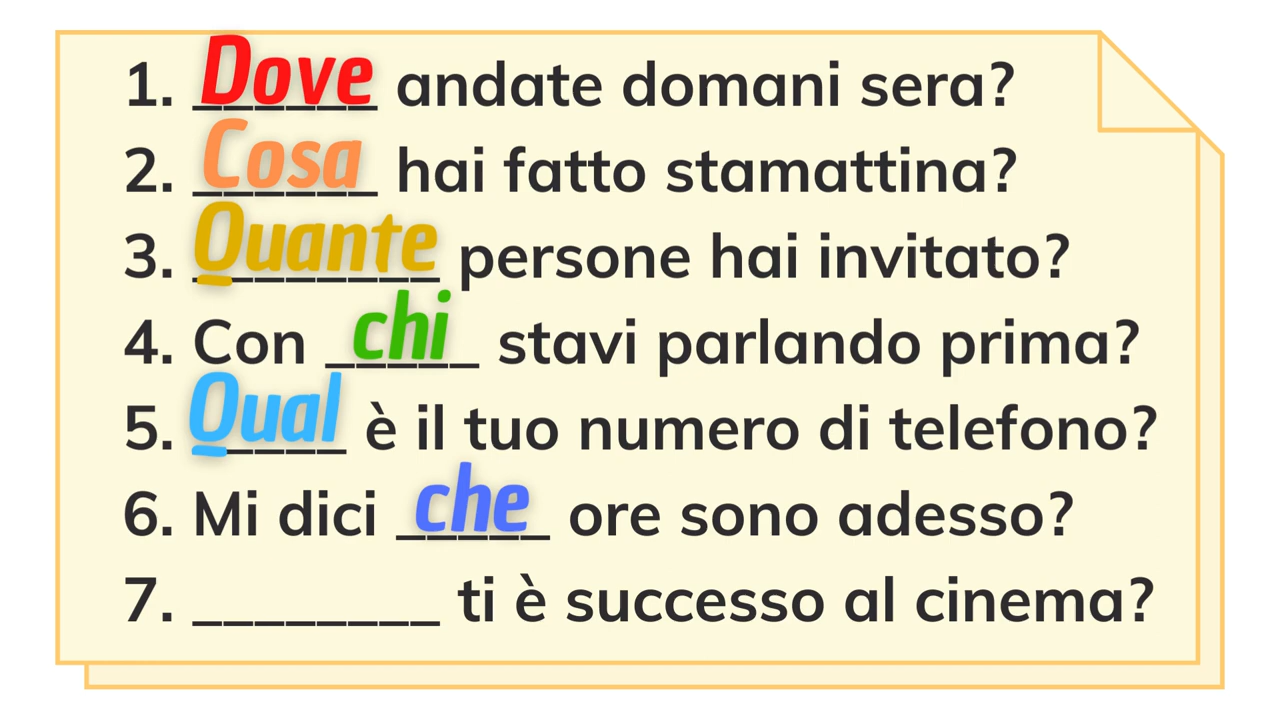 1. Dove andate domani sera?
2. Cosa hai fatto stamattina?
3. Quante persone hai invitato?
4. Con chi stavi parlando prima?
5. Qual è il tuo numero di telefono?
6. Mi dici che ore sono adesso?
7. ________ ti è successo al cinema?